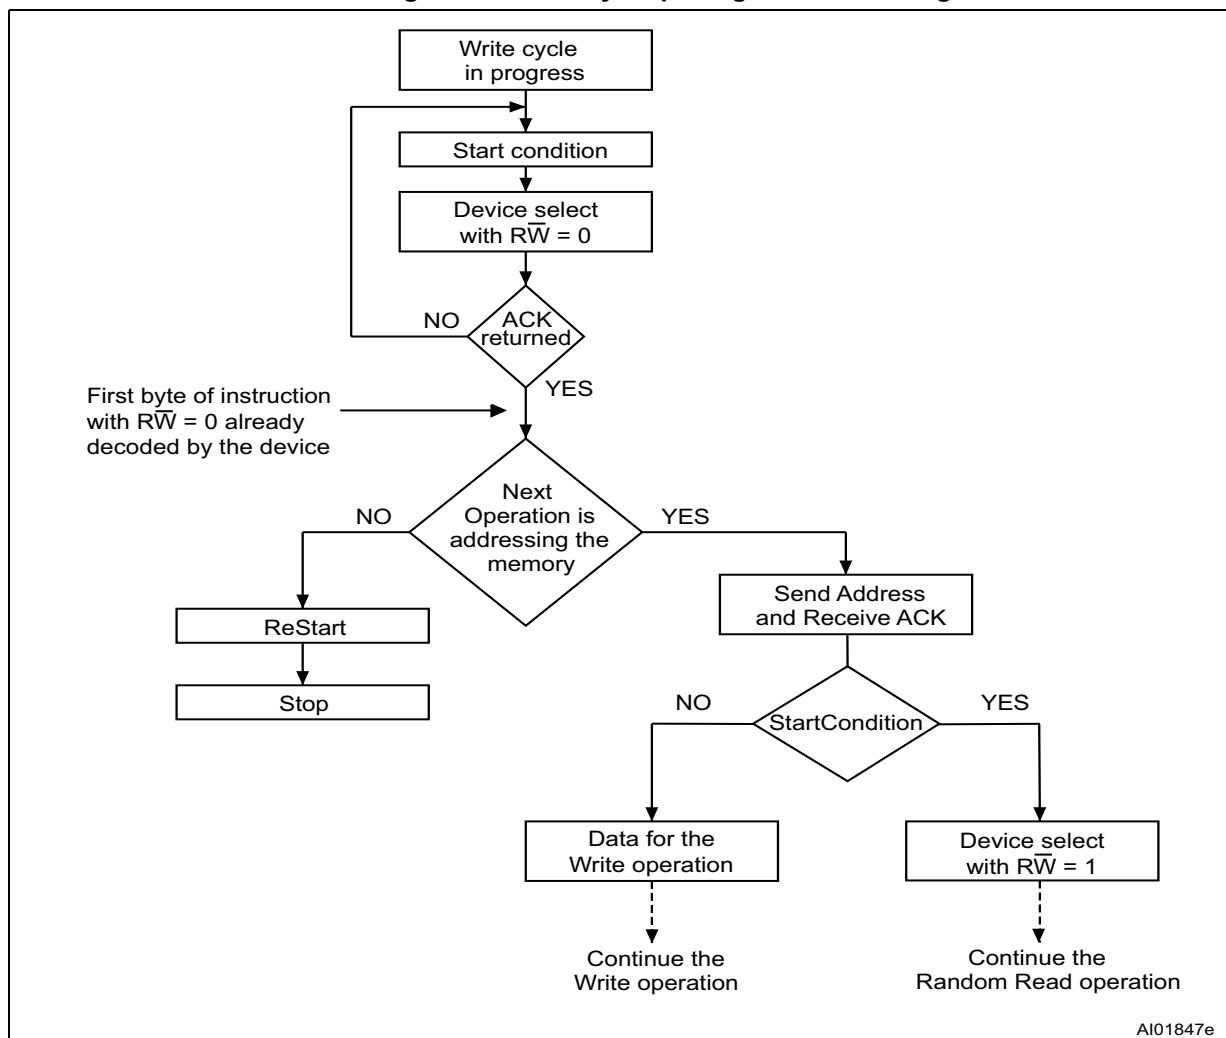 Write cycle
in progress
Start condition
Device select
with RW̅ = 0
NO
ACK
returned
YES
First byte of instruction
with RW̅ = 0 already
decoded by the device
Next
Operation is
addressing the
memory
NO
YES
Send Address
and Receive ACK
ReStart
Stop
NO
StartCondition
YES
Data for the
Write operation
Device select
with RW̅ = 1
Continue the
Write operation
Continue the
Random Read operation
AI01847e